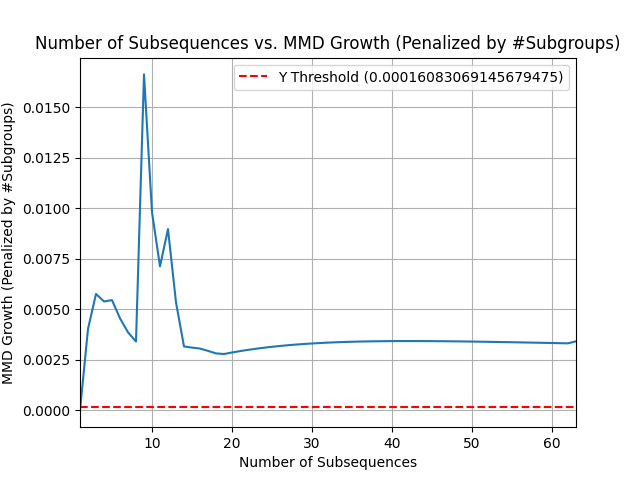 Number of Subsequences vs. MMD Growth (Penalized by #Subgroups)
Y Threshold (0.00016083069145679475)
MMD Growth (Penalized by #Subgroups)
0.0150
0.0125
0.0100
0.0075
0.0050
0.0025
0.0000
10 20 30 40 50 60
Number of Subsequences